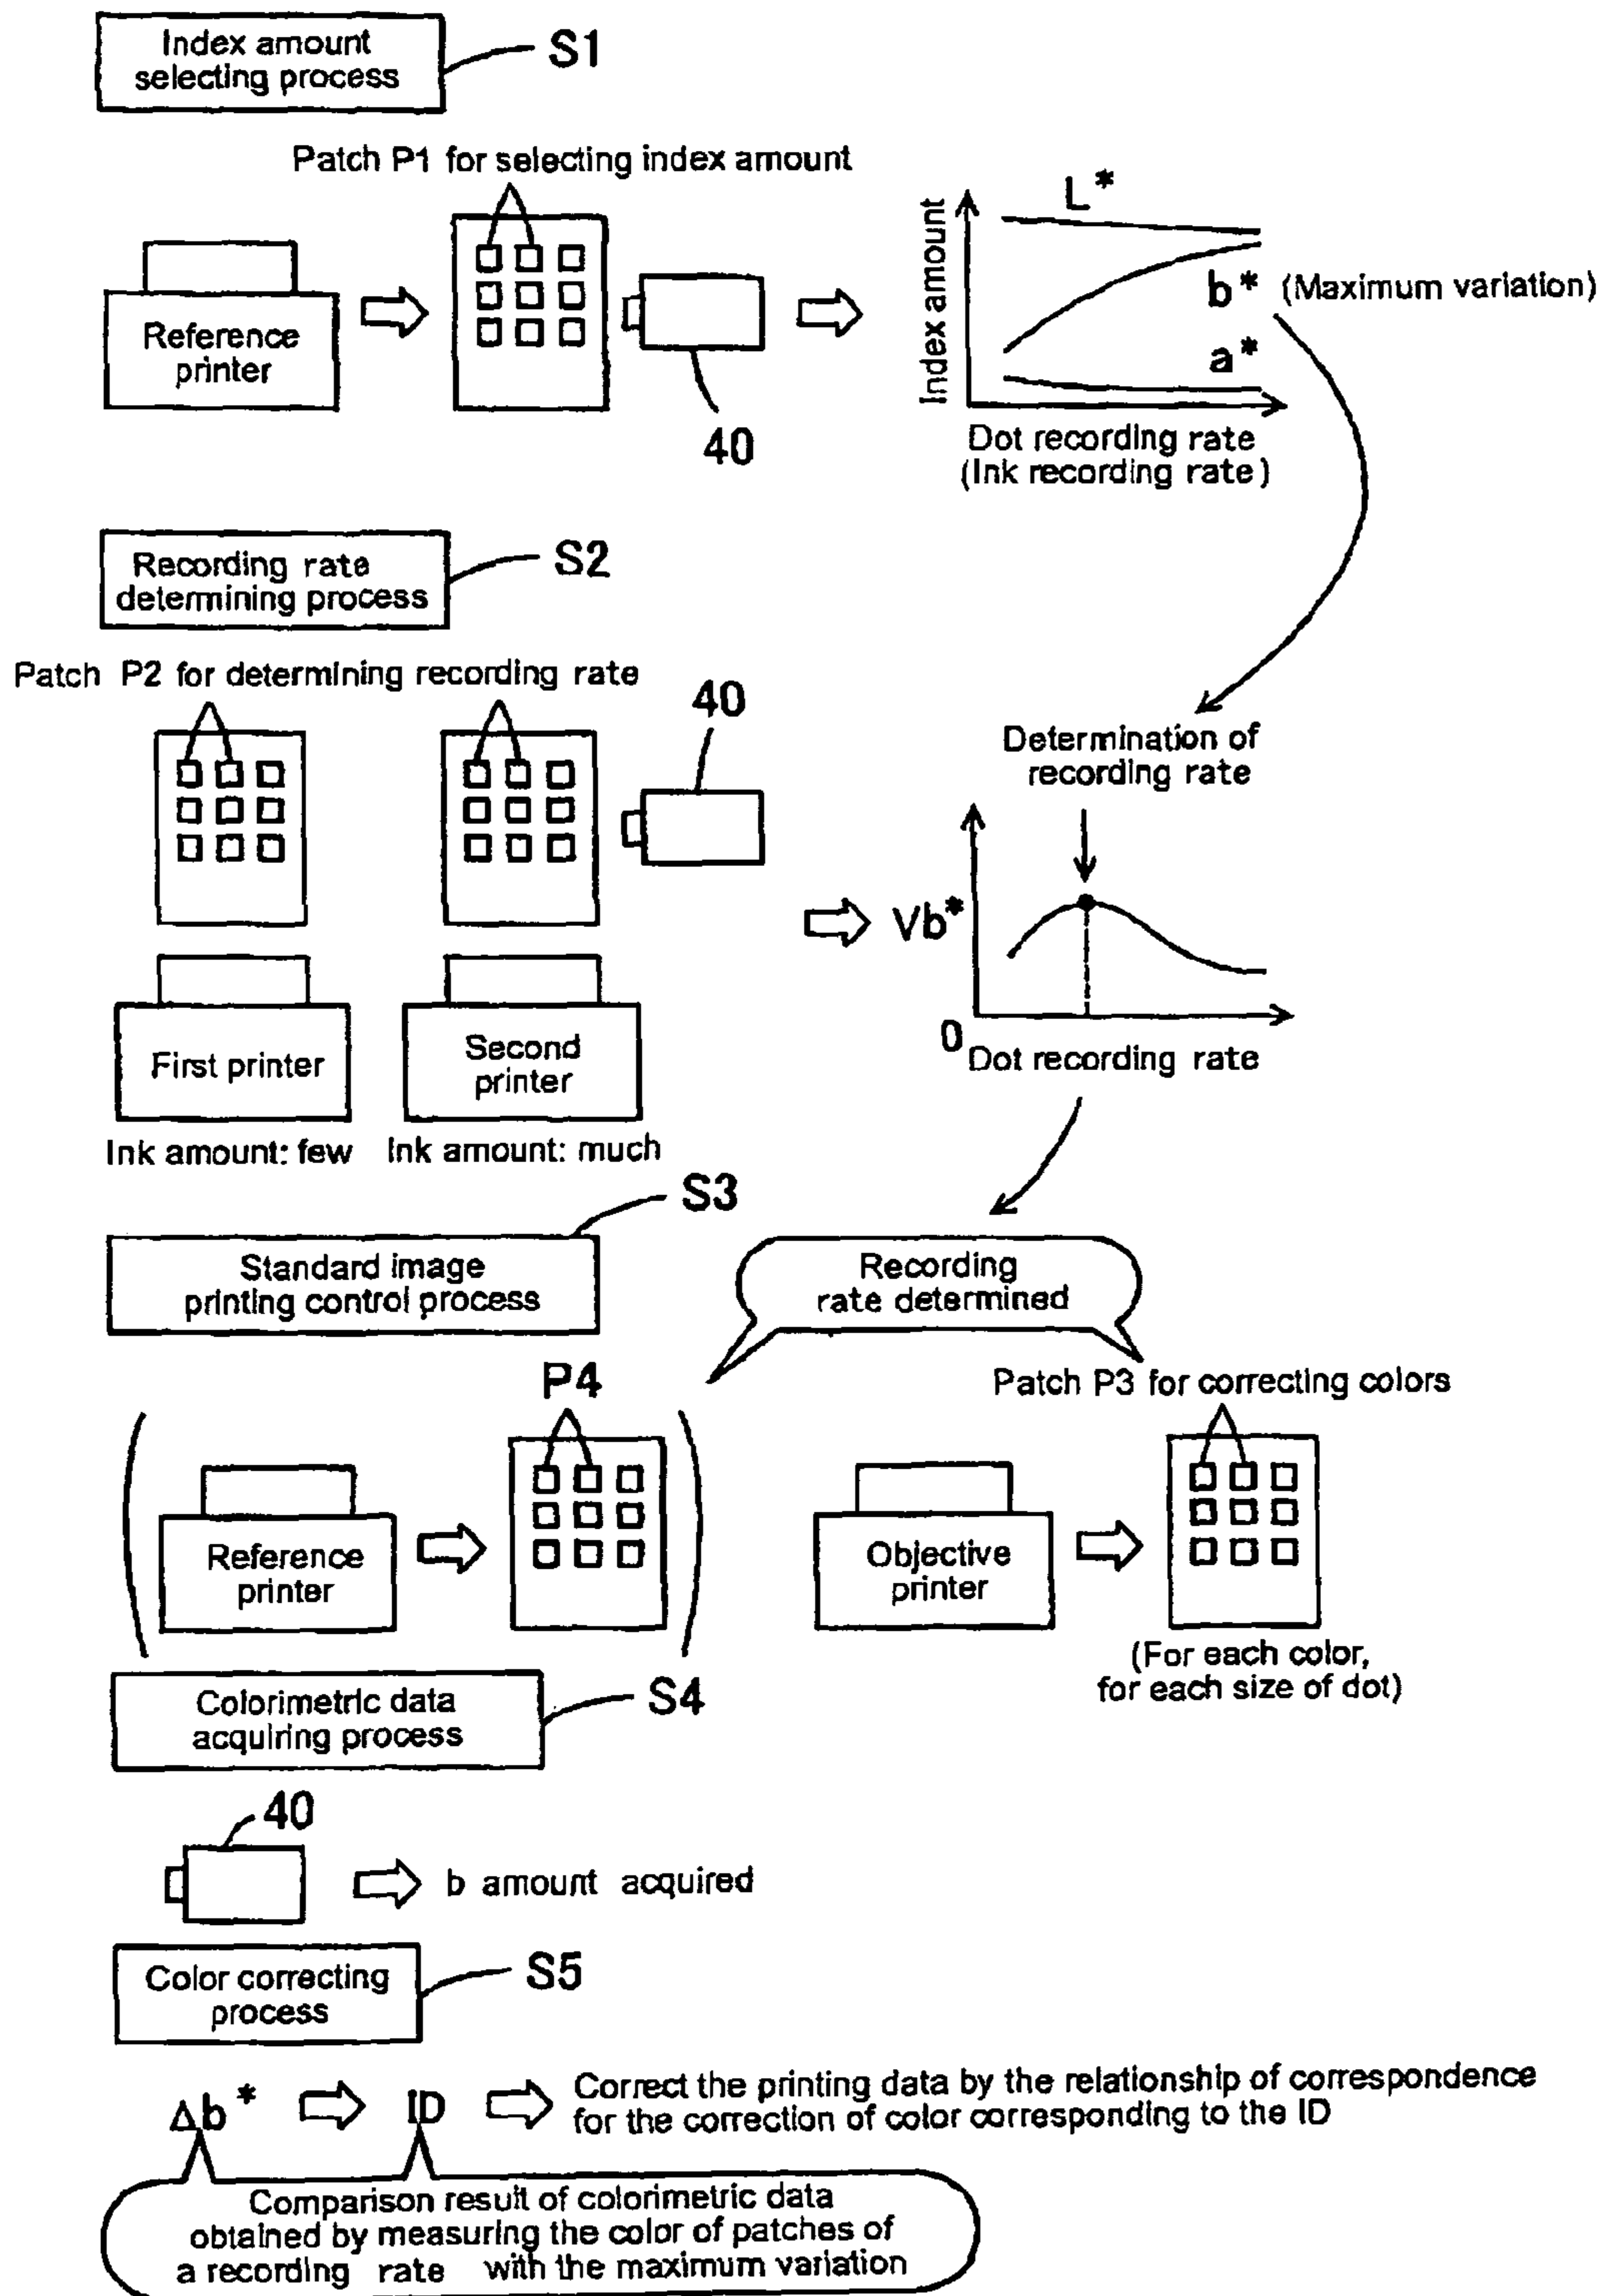 Index amount
selecting process
S1
Patch P1 for selecting index amount
Reference
printer
40
Index amount
L*
b* (Maximum variation)
a*
Dot recording rate
(Ink recording rate)
Recording rate
determining process
S2
Patch P2 for determining recording rate
40
First printer
Second
printer
Ink amount: few
Ink amount: much
Determination of
recording rate
Vb*
0
Dot recording rate
S3
Standard image
printing control process
Recording
rate determined
P4
Patch P3 for correcting colors
Reference
printer
Objective
printer
(For each color,
for each size of dot)
Colorimetric data
acquiring process
S4
40
b amount acquired
Color correcting
process
S5
Δb*
ID
Correct the printing data by the relationship of correspondence
for the correction of color corresponding to the ID
Comparison result of colorimetric data
obtained by measuring the color of patches of
a recording rate with the maximum variation